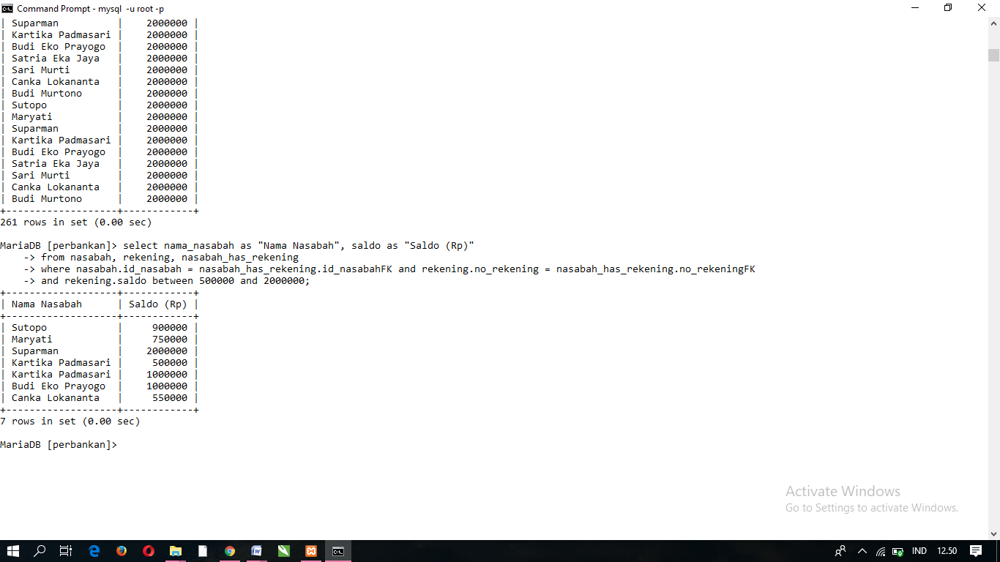 Command Prompt - mysql -u root -p
| Suparman | 2000000 |
| Kartika Padmasari | 2000000 |
| Budi Eko Prayogo | 2000000 |
| Satria Eka Jaya | 2000000 |
| Sari Murti | 2000000 |
| Canka Lokananta | 2000000 |
| Budi Murtono | 2000000 |
| Sutopo | 2000000 |
| Maryati | 2000000 |
| Suparman | 2000000 |
| Kartika Padmasari | 2000000 |
| Budi Eko Prayogo | 2000000 |
| Satria Eka Jaya | 2000000 |
| Sari Murti | 2000000 |
| Canka Lokananta | 2000000 |
| Budi Murtono | 2000000 |
+-------------------+------------+
261 rows in set (0.00 sec)
MariaDB [perbankan]> select nama_nasabah as "Nama Nasabah", saldo as "Saldo (Rp)"
-> from nasabah, rekening, nasabah_has_rekening
-> where nasabah.id_nasabah = nasabah_has_rekening.id_nasabahFK and rekening.no_rekening = nasabah_has_rekening.no_rekeningFK
-> and rekening.saldo between 500000 and 2000000;
+-------------------+------------+
| Nama Nasabah | Saldo (Rp) |
+-------------------+------------+
| Sutopo | 900000 |
| Maryati | 750000 |
| Suparman | 2000000 |
| Kartika Padmasari | 500000 |
| Kartika Padmasari | 1000000 |
| Budi Eko Prayogo | 1000000 |
| Canka Lokananta | 550000 |
+-------------------+------------+
7 rows in set (0.00 sec)
MariaDB [perbankan]>
Activate Windows
Go to Settings to activate Windows.
IND 12.50